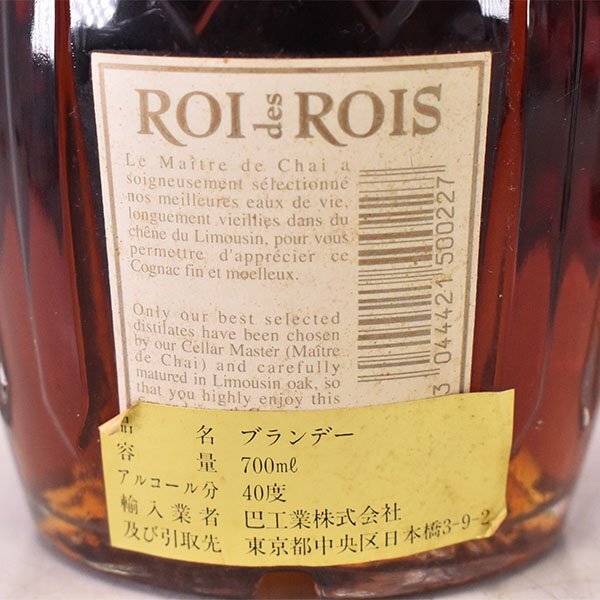 ROI des ROIS
Le Maître de Chai a
soigneusement sélectionné
nos meilleures eaux de vie,
longuement vieillies dans du
chêne du Limousin, pour vous
permettre d'apprécier ce
Cognac fin et moelleux.
Only our best selected
distilates have been chosen
by our Cellar Master (Maître
de Chai) and carefully
matured in Limousin oak, so
that you highly enjoy this
3 044421 500227
品 名 ブランデー
容 量 700mℓ
アルコール分 40度
輸入業者 巴工業株式会社
及び引取先 東京都中央区日本橋3-9-2